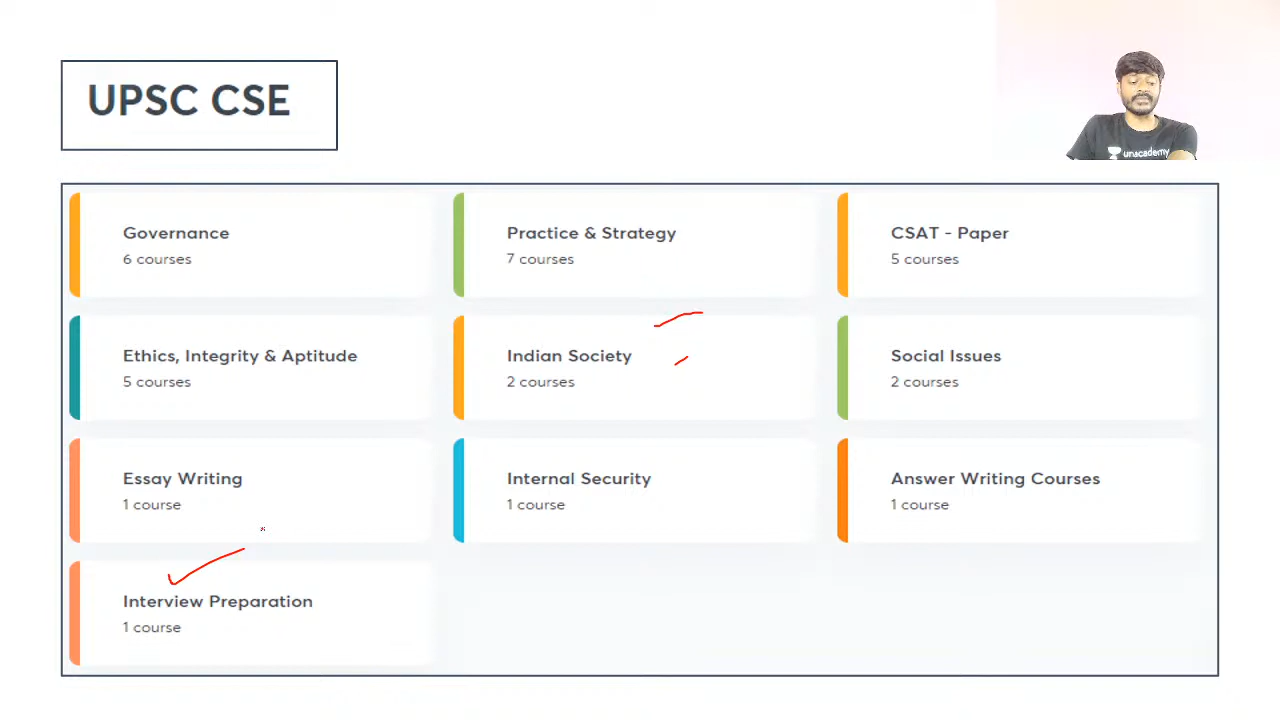 UPSC CSE
unacademy
Governance
6 courses
Practice & Strategy
7 courses
CSAT - Paper
5 courses
Ethics, Integrity & Aptitude
5 courses
Indian Society
2 courses
Social Issues
2 courses
Essay Writing
1 course
Internal Security
1 course
Answer Writing Courses
1 course
Interview Preparation
1 course